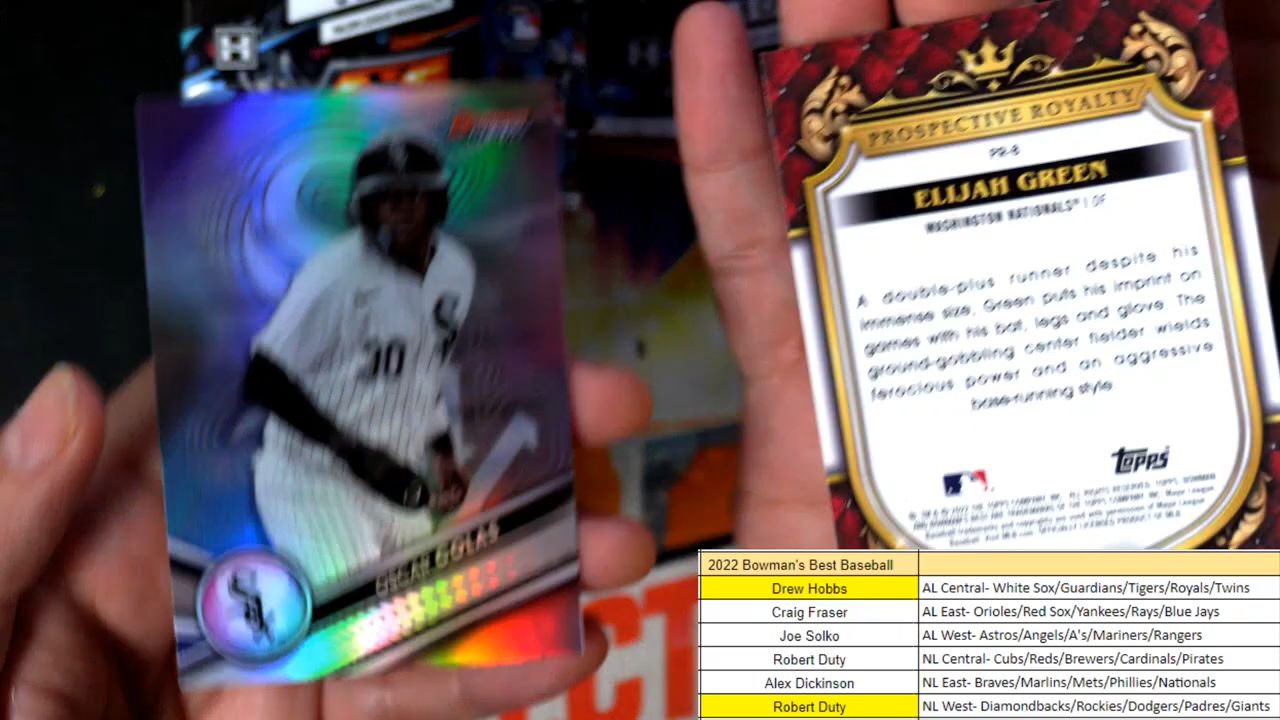 30
PROSPECTIVE ROYALTY
PR-8
ELIJAH GREEN
WASHINGTON NATIONALS® | OF
A double-plus runner despite his
immense size, Green puts his imprint on
games with his bat, legs and glove. The
ground-gobbling center fielder wields
ferocious power and an aggressive
base-running style.
TOPPS
2022 Bowman's Best Baseball
Drew Hobbs AL Central- White Sox/Guardians/Tigers/Royals/Twins
Craig Fraser AL East- Orioles/Red Sox/Yankees/Rays/Blue Jays
Joe Solko AL West- Astros/Angels/A's/Mariners/Rangers
Robert Duty NL Central- Cubs/Reds/Brewers/Cardinals/Pirates
Alex Dickinson NL East- Braves/Marlins/Mets/Phillies/Nationals
Robert Duty NL West- Diamondbacks/Rockies/Dodgers/Padres/Giants